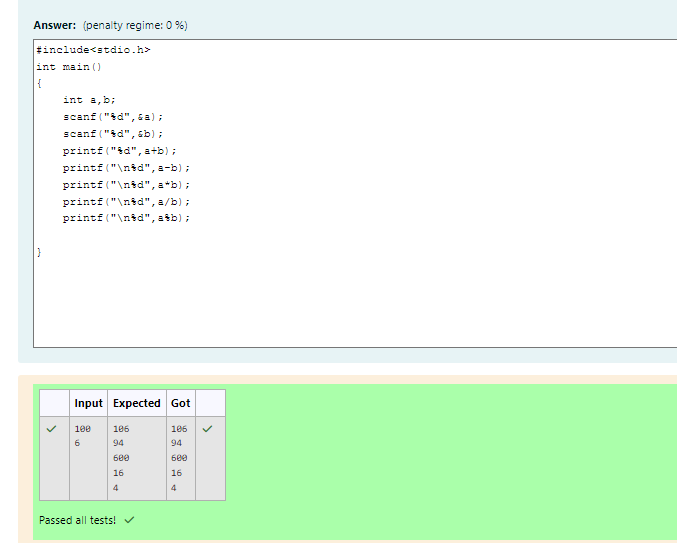 Answer: (penalty regime: 0 %)
#include<stdio.h>
int main()
{
    int a,b;
    scanf("%d",&a);
    scanf("%d",&b);
    printf("%d",a+b);
    printf("\n%d",a-b);
    printf("\n%d",a*b);
    printf("\n%d",a/b);
    printf("\n%d",a%b);
}
Input Expected Got
100 106 106
6 94 94
600 600
16 16
4 4
Passed all tests!